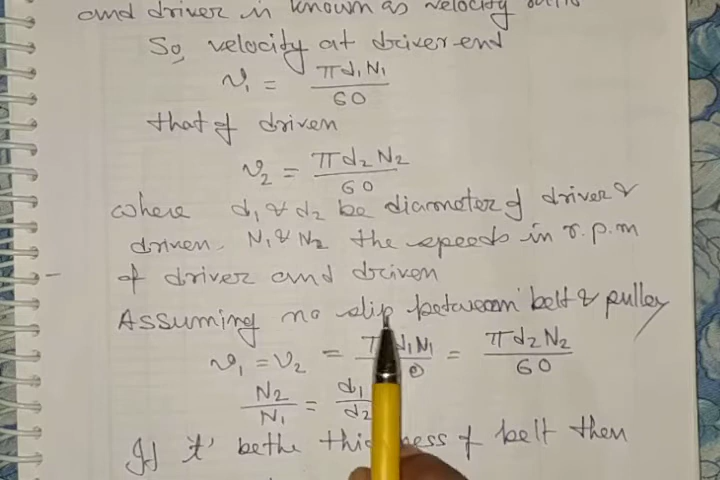 and driver is known as velocity ratio
So, velocity at driver end
v₁ = πd₁N₁/60
that of driven
v₂ = πd₂N₂/60
where d₁ & d₂ be diameter of driver &
driven. N₁ & N₂ the speeds in r.p.m
of driver and driven
Assuming no slip between belt & pulley
v₁ = v₂ = πd₁N₁/60 = πd₂N₂/60
N₂/N₁ = d₁/d₂
If 't' be the thickness of belt then